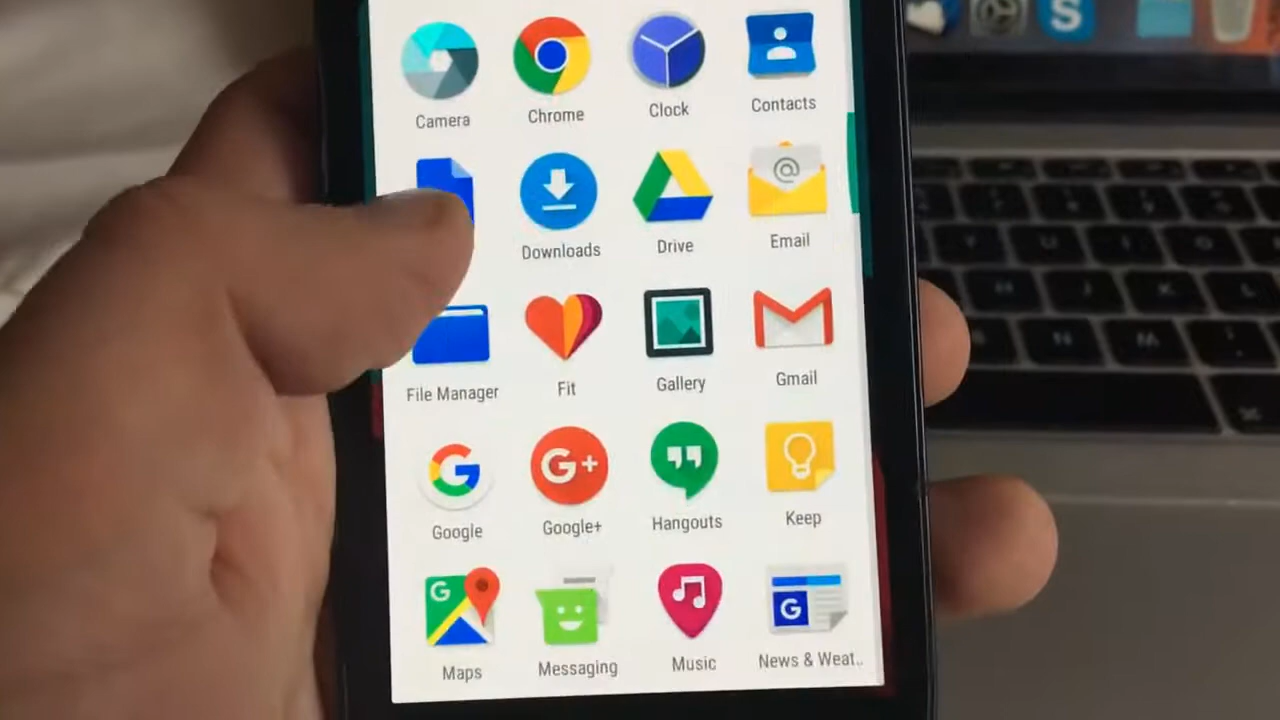 S
Camera
Chrome
Clock
Contacts
Downloads
Drive
@
Email
File Manager
Fit
Gallery
Gmail
G
G+
Google
Google+
Hangouts
Keep
G
G
Maps
Messaging
Music
News & Weat..